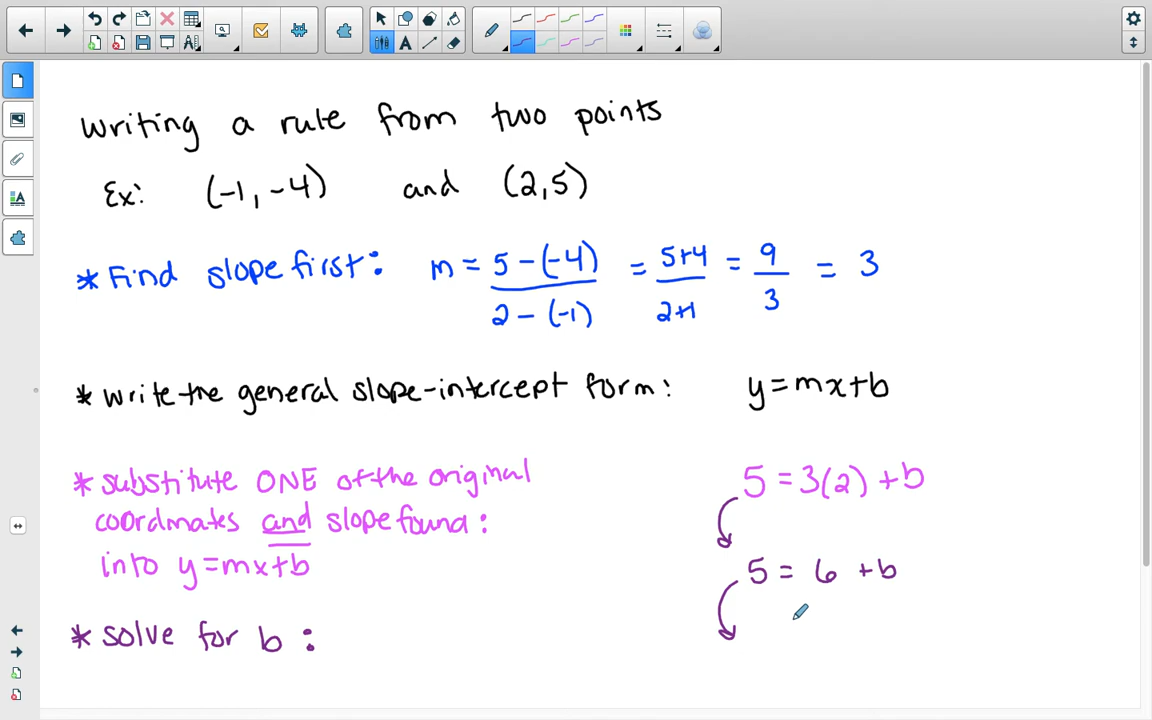 Writing a rule from two points
Ex: (-1, -4) and (2,5)
* Find slope first: m = 5 - (-4) / 2 - (-1) = 5+4 / 2+1 = 9 / 3 = 3
* write the general slope-intercept form: y = mx+b
* substitute ONE of the original
coordinates and slope found:
into y = mx+b
5 = 3(2) + b
5 = 6 + b
* solve for b :